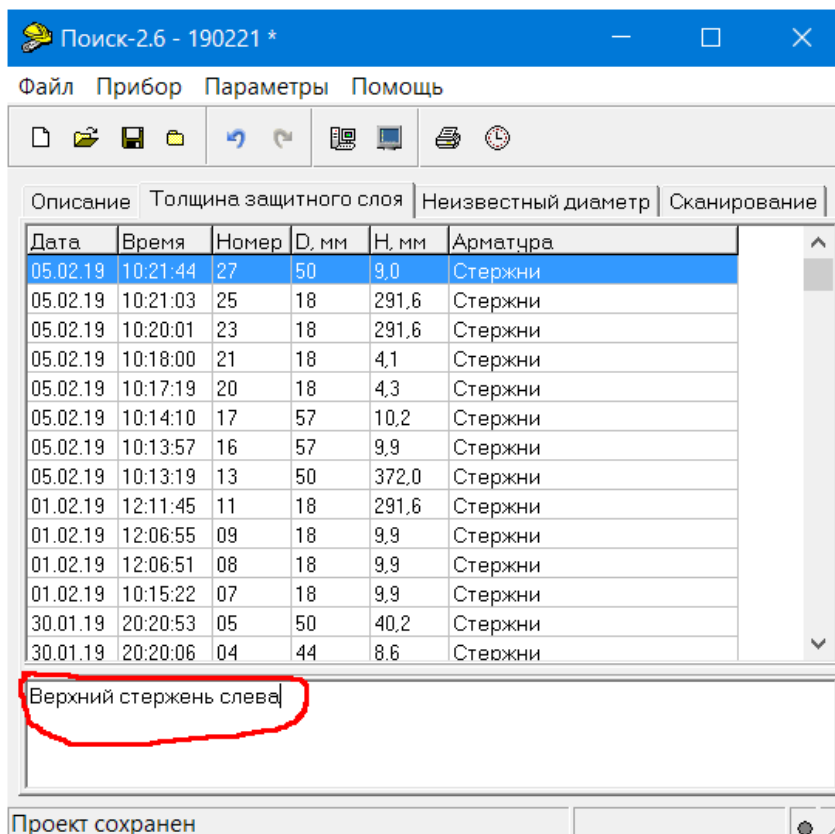 Поиск-2.6 - 190221 *
Файл Прибор Параметры Помощь
Описание Толщина защитного слоя Неизвестный диаметр Сканирование
Дата Время Номер D, мм H, мм Арматура
05.02.19 10:21:44 27 50 9,0 Стержни
05.02.19 10:21:03 25 18 291,6 Стержни
05.02.19 10:20:01 23 18 291,6 Стержни
05.02.19 10:18:00 21 18 4,1 Стержни
05.02.19 10:17:19 20 18 4,3 Стержни
05.02.19 10:14:10 17 57 10,2 Стержни
05.02.19 10:13:57 16 57 9,9 Стержни
05.02.19 10:13:19 13 50 372,0 Стержни
01.02.19 12:11:45 11 18 291,6 Стержни
01.02.19 12:06:55 09 18 9,9 Стержни
01.02.19 12:06:51 08 18 9,9 Стержни
01.02.19 10:15:22 07 18 9,9 Стержни
30.01.19 20:20:53 05 50 40,2 Стержни
30.01.19 20:20:06 04 44 8,6 Стержни
Верхний стержень слева
Проект сохранен